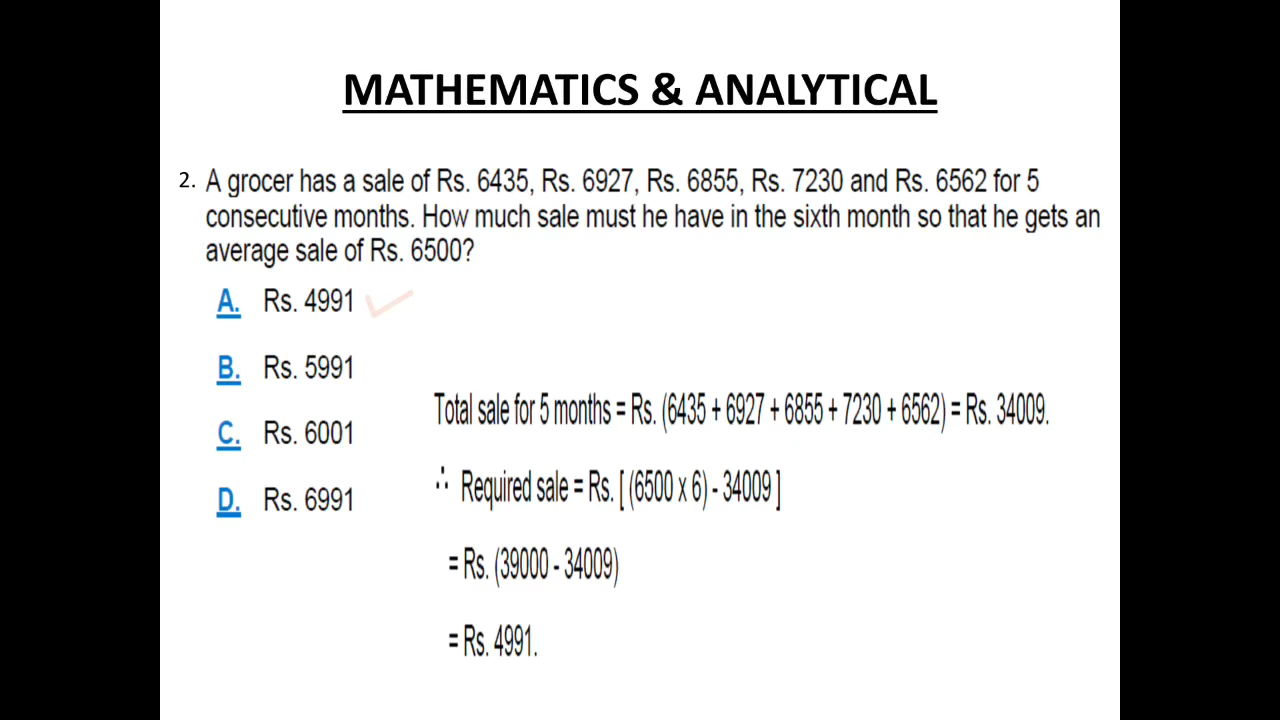 MATHEMATICS & ANALYTICAL
2. A grocer has a sale of Rs. 6435, Rs. 6927, Rs. 6855, Rs. 7230 and Rs. 6562 for 5
consecutive months. How much sale must he have in the sixth month so that he gets an
average sale of Rs. 6500?
A. Rs. 4991
B. Rs. 5991
C. Rs. 6001
D. Rs. 6991
Total sale for 5 months = Rs. (6435 + 6927 + 6855 + 7230 + 6562) = Rs. 34009.
∴ Required sale = Rs. [ (6500 x 6) - 34009 ]
= Rs. (39000 - 34009)
= Rs. 4991.